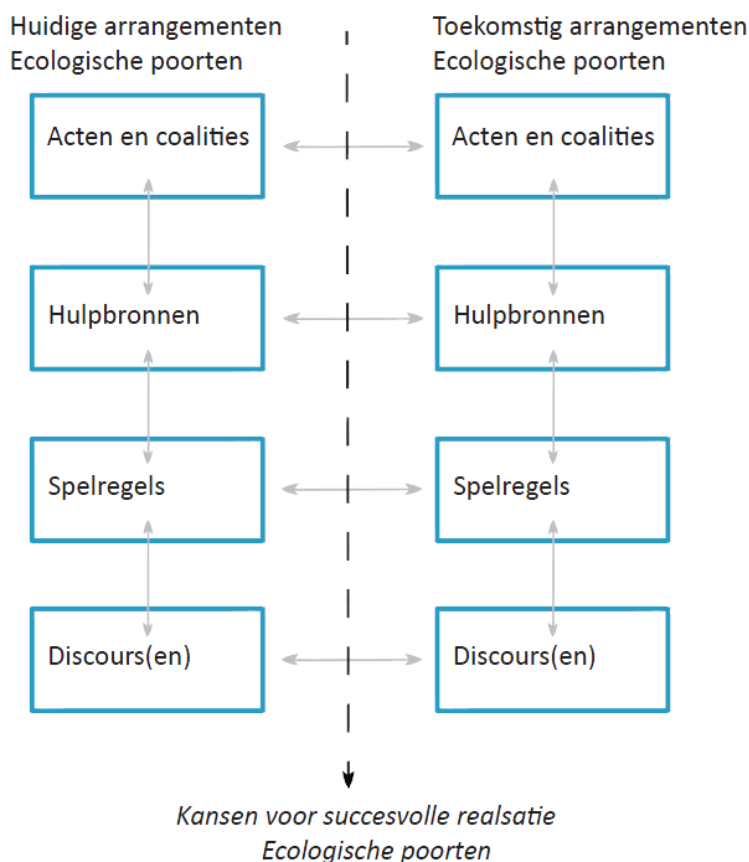 Huidige arrangementen
Ecologische poorten
Toekomstig arrangementen
Ecologische poorten
Acten en coalities
Acten en coalities
Hulpbronnen
Hulpbronnen
Spelregels
Spelregels
Discours(en)
Discours(en)
Kansen voor succesvolle realsatie
Ecologische poorten